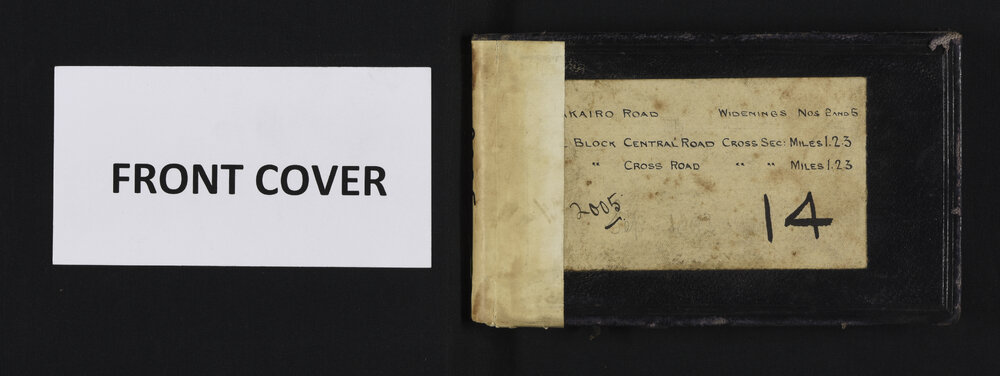 FRONT COVER
AKAIRO ROAD WIDENINGS NOS 2 AND 5
BLOCK CENTRAL ROAD CROSS SEC: MILES 1.2.3
" CROSS ROAD " " MILES 1.2.3
2005
14